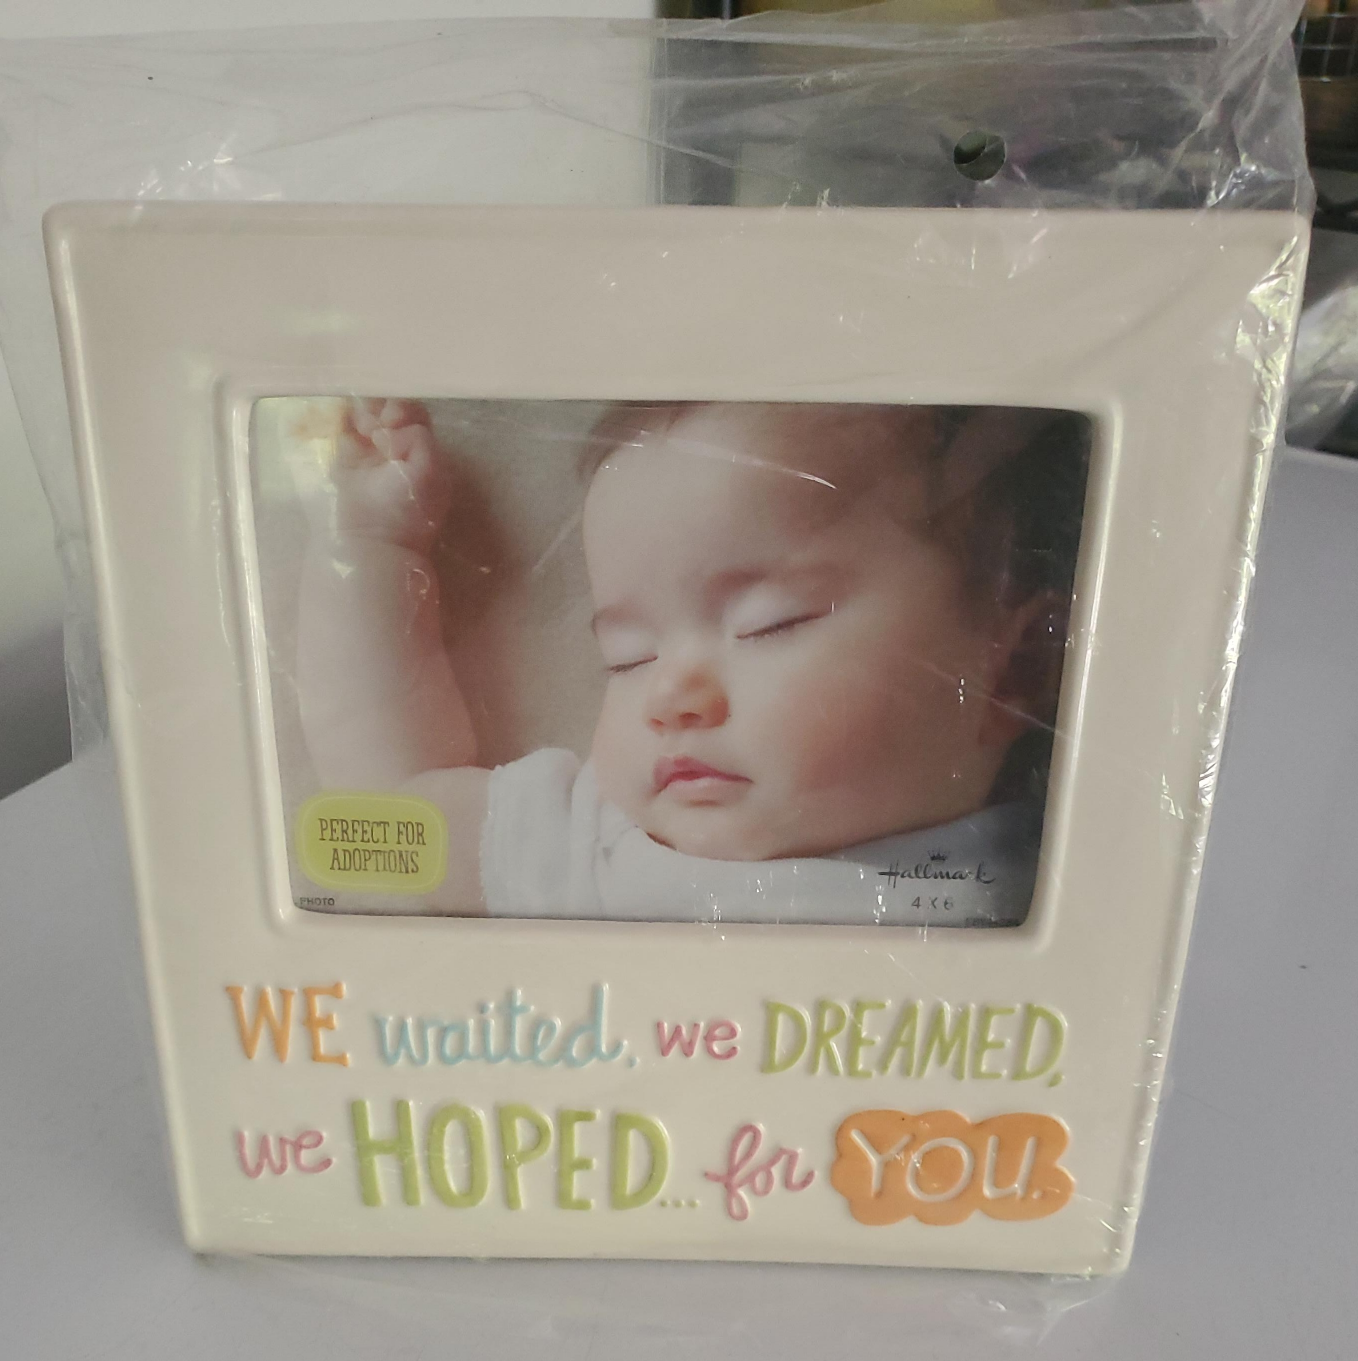 PERFECT FOR
ADOPTIONS
Hallmark
PHOTO
4 X 6
WE waited, we DREAMED,
we HOPED... for YOU.